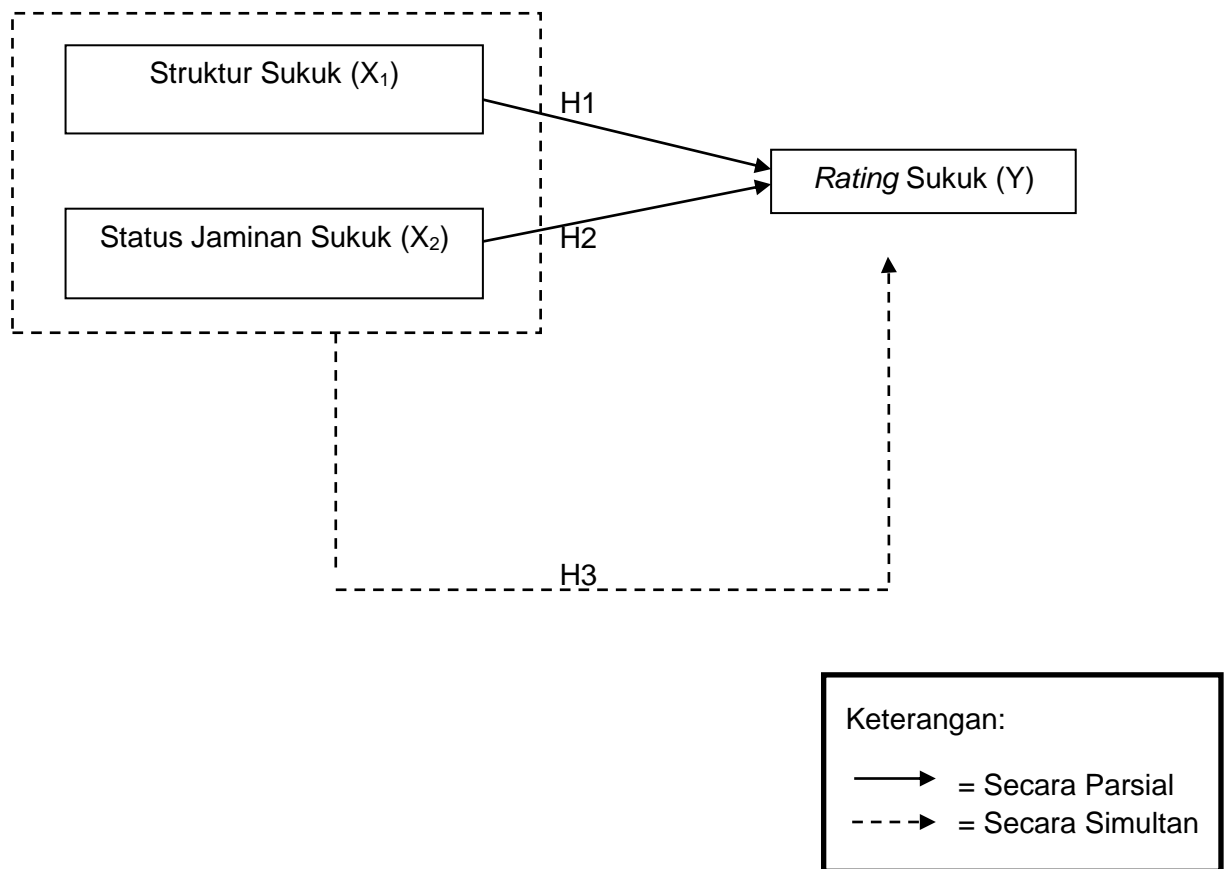 Struktur Sukuk (X₁)
H1
Rating Sukuk (Y)
Status Jaminan Sukuk (X₂)
H2
H3
Keterangan:
= Secara Parsial
= Secara Simultan